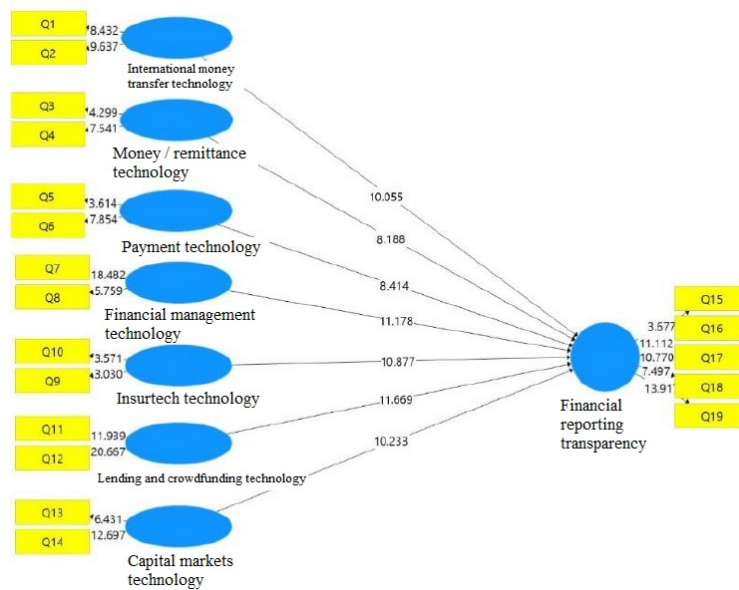 Q1
8.432
Q2
9.637
International money
transfer technology
Q3
4.299
Q4
7.541
Money / remittance
technology
Q5
3.614
Q6
7.854
Payment technology
Q7
18.482
Q8
5.759
Financial management
technology
Q10
3.571
Q9
3.030
Insurtech technology
Q11
11.939
Q12
20.667
Lending and crowdfunding technology
Q13
6.431
Q14
12.697
Capital markets
technology
10.055
8.188
8.414
11.178
10.877
11.669
10.233
Financial
reporting
transparency
3.677
Q15
11.112
Q16
10.770
Q17
7.497
Q18
13.917
Q19